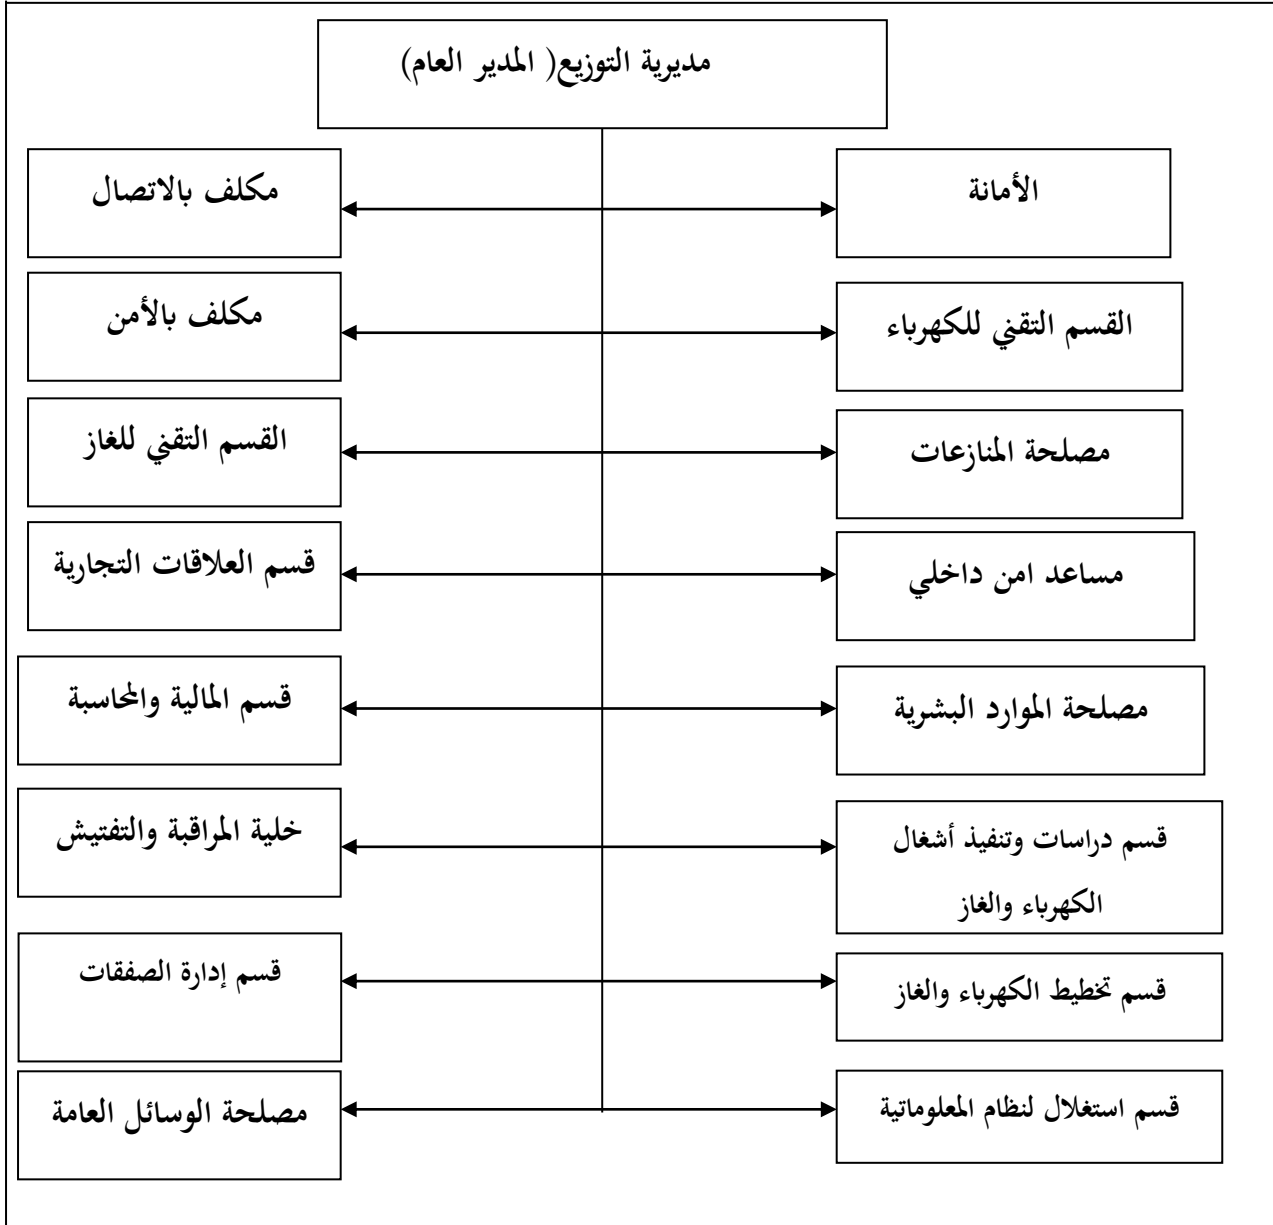 مديرية التوزيع( المدير العام)
الأمانة
مكلف بالاتصال
القسم التقني للكهرباء
مكلف بالأمن
مصلحة المنازعات
القسم التقني للغاز
مساعد امن داخلي
قسم العلاقات التجارية
مصلحة الموارد البشرية
قسم المالية والمحاسبة
قسم دراسات وتنفيذ أشغال
الكهرباء والغاز
خلية المراقبة والتفتيش
قسم تخطيط الكهرباء والغاز
قسم إدارة الصفقات
قسم استغلال لنظام المعلوماتية
مصلحة الوسائل العامة